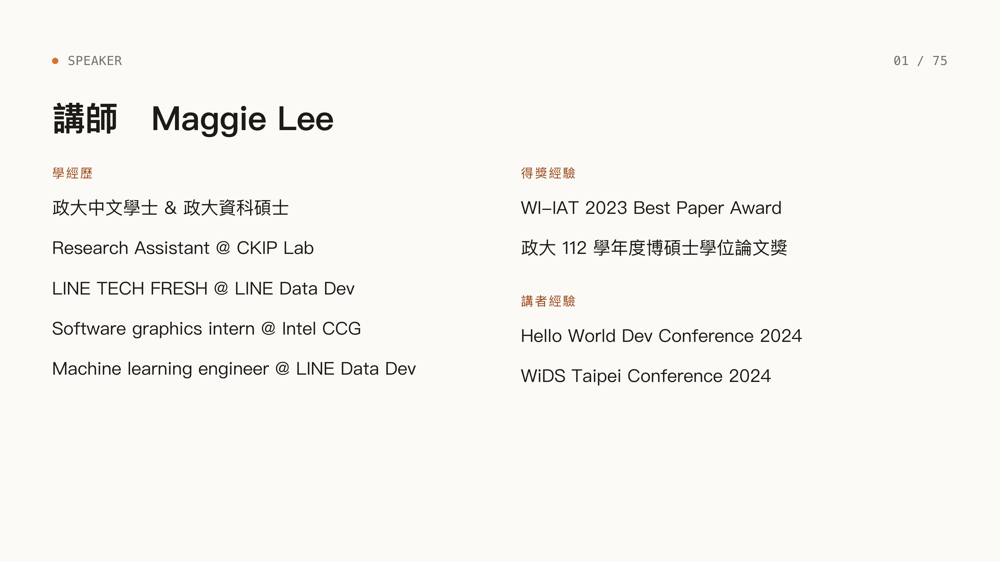 SPEAKER
01 / 75
講師　Maggie Lee
學經歷
政大中文學士 & 政大資科碩士
Research Assistant @ CKIP Lab
LINE TECH FRESH @ LINE Data Dev
Software graphics intern @ Intel CCG
Machine learning engineer @ LINE Data Dev
得獎經驗
WI–IAT 2023 Best Paper Award
政大 112 學年度博碩士學位論文獎
講者經驗
Hello World Dev Conference 2024
WiDS Taipei Conference 2024